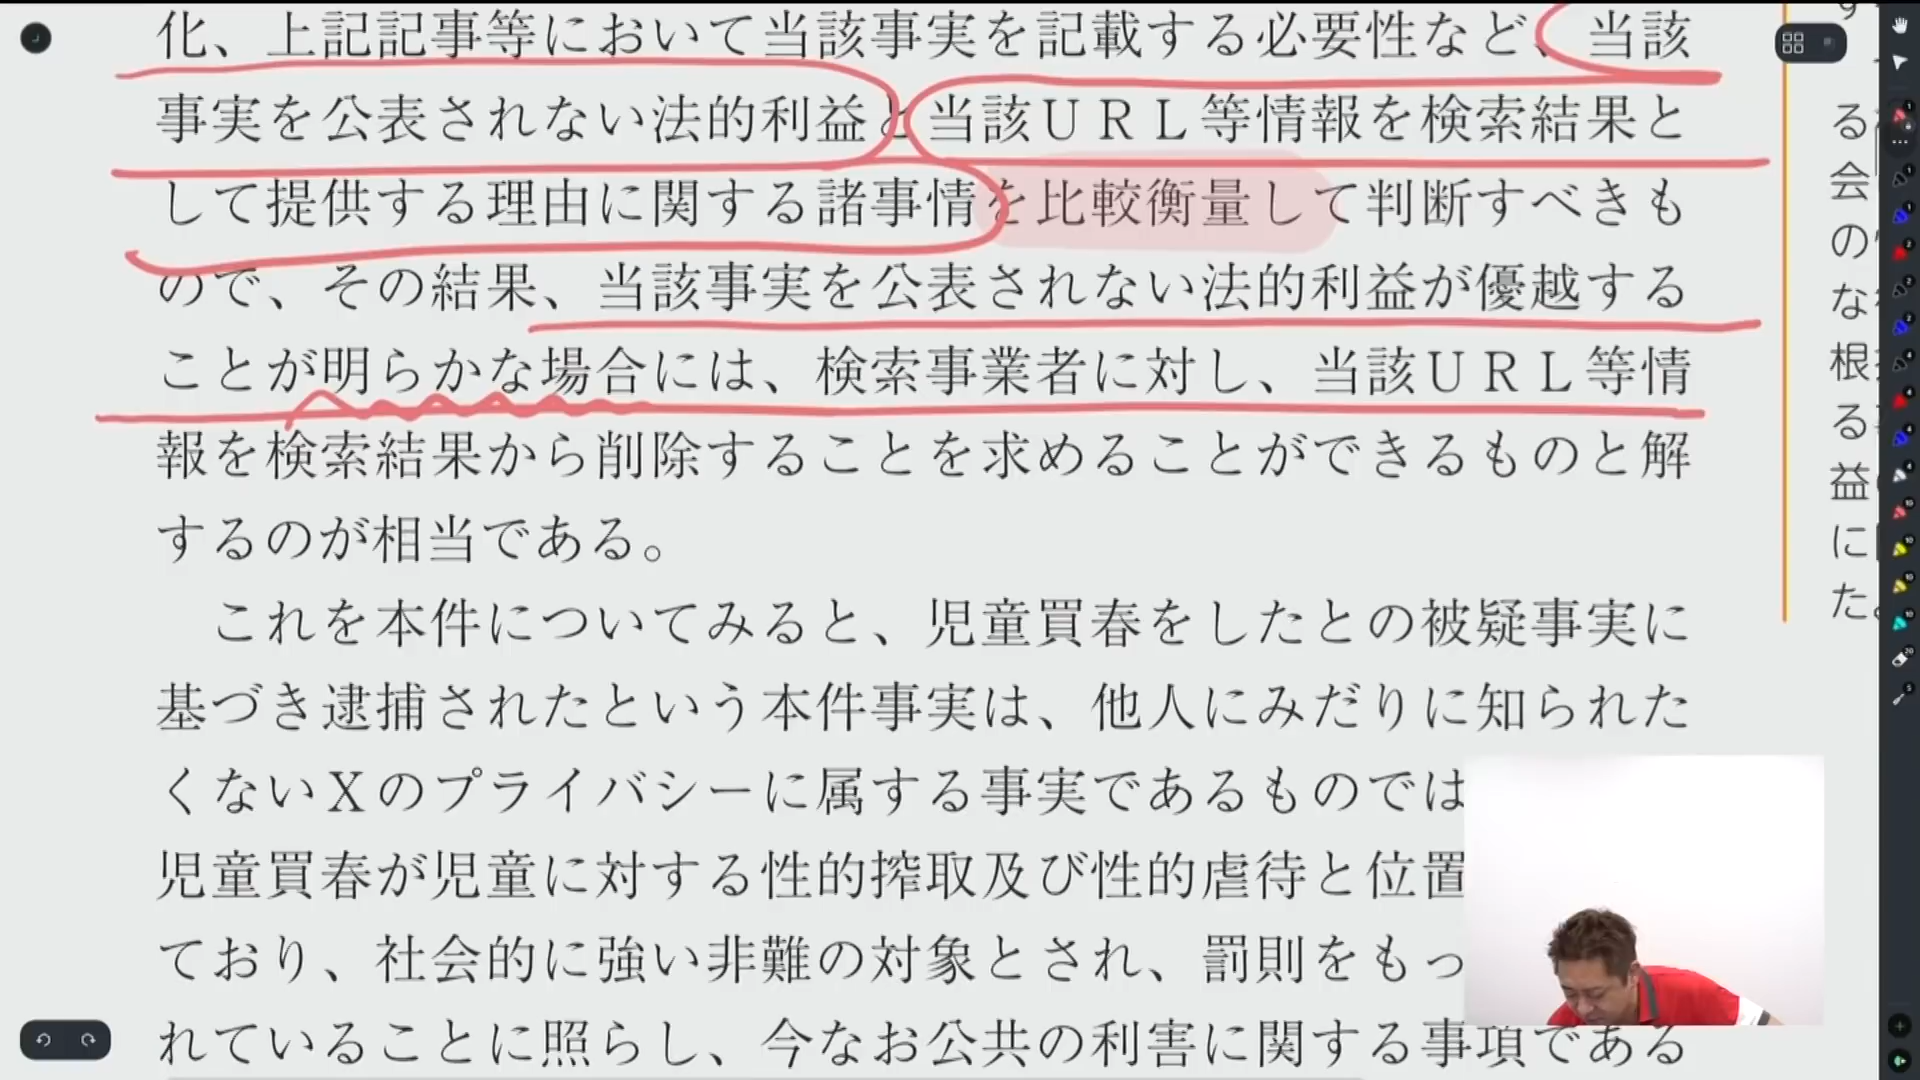 化、上記記事等において当該事実を記載する必要性など、当該
事実を公表されない法的利益と当該ＵＲＬ等情報を検索結果と
して提供する理由に関する諸事情を比較衡量して判断すべきも
ので、その結果、当該事実を公表されない法的利益が優越する
ことが明らかな場合には、検索事業者に対し、当該ＵＲＬ等情
報を検索結果から削除することを求めることができるものと解
するのが相当である。
これを本件についてみると、児童買春をしたとの被疑事実に
基づき逮捕されたという本件事実は、他人にみだりに知られた
くないＸのプライバシーに属する事実であるものでは
児童買春が児童に対する性的搾取及び性的虐待と位置
ており、社会的に強い非難の対象とされ、罰則をもっ
れていることに照らし、今なお公共の利害に関する事項である
る
会
の
な
根
る
益
に
た。